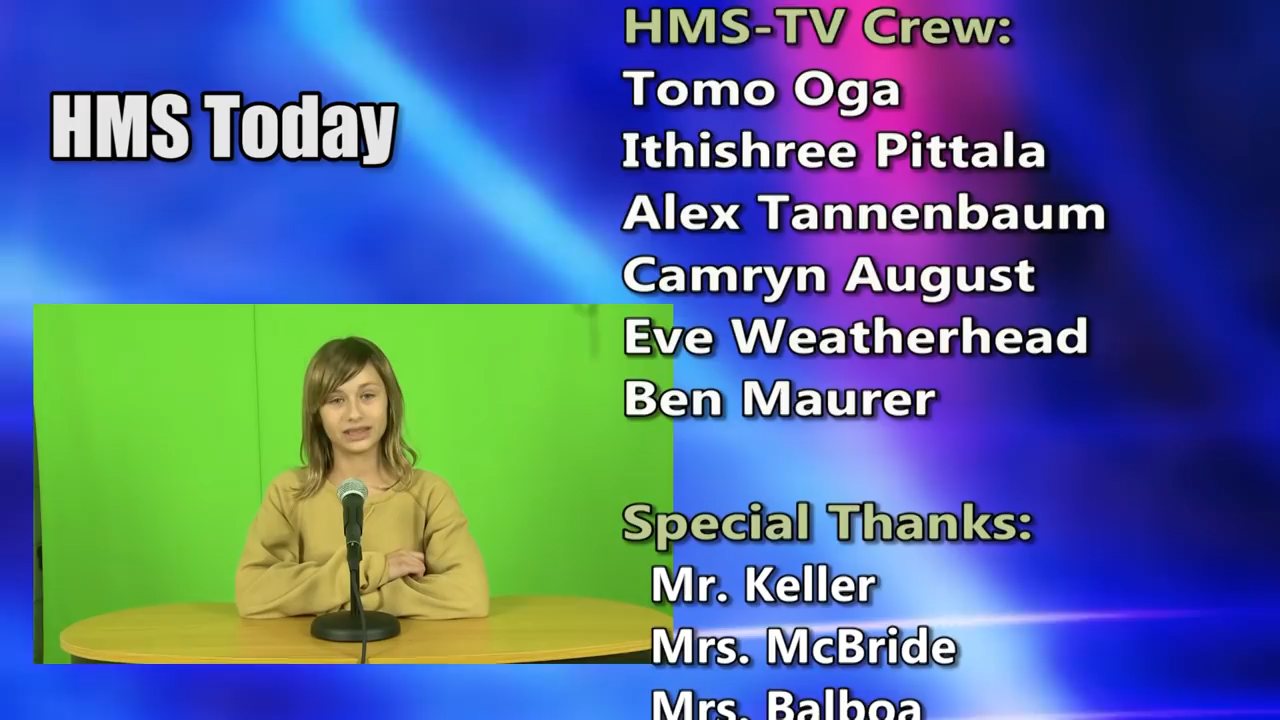 HMS Today
HMS-TV Crew:
Tomo Oga
Ithishree Pittala
Alex Tannenbaum
Camryn August
Eve Weatherhead
Ben Maurer
Special Thanks:
Mr. Keller
Mrs. McBride
Mrs. Balboa